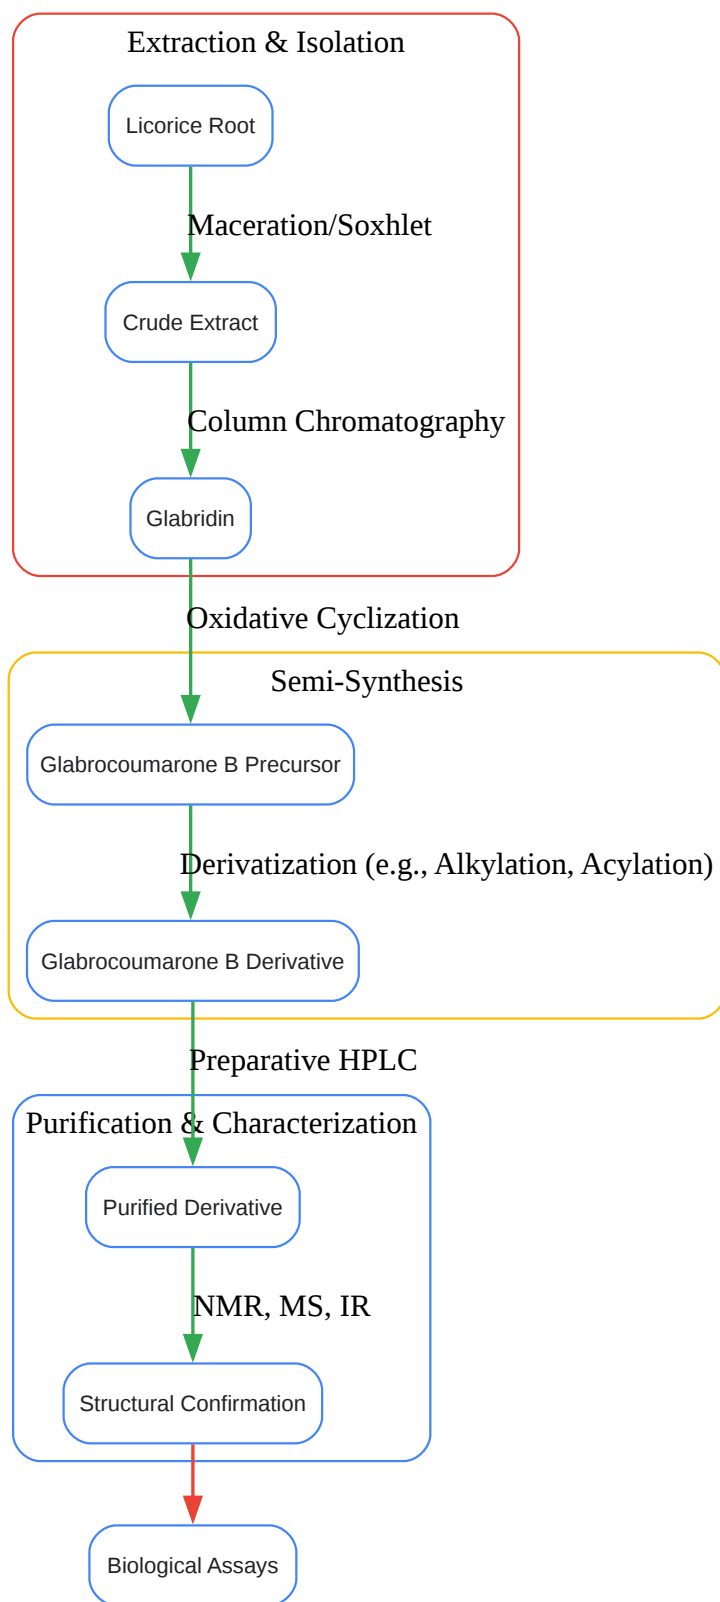 Extraction & Isolation
Licorice Root
Maceration/Soxhlet
Crude Extract
Column Chromatography
Glabridin
Oxidative Cyclization
Semi-Synthesis
Glabrocoumarone B Precursor
Derivatization (e.g., Alkylation, Acylation)
Glabrocoumarone B Derivative
Preparative HPLC
Purification & Characterization
Purified Derivative
NMR, MS, IR
Structural Confirmation
Biological Assays